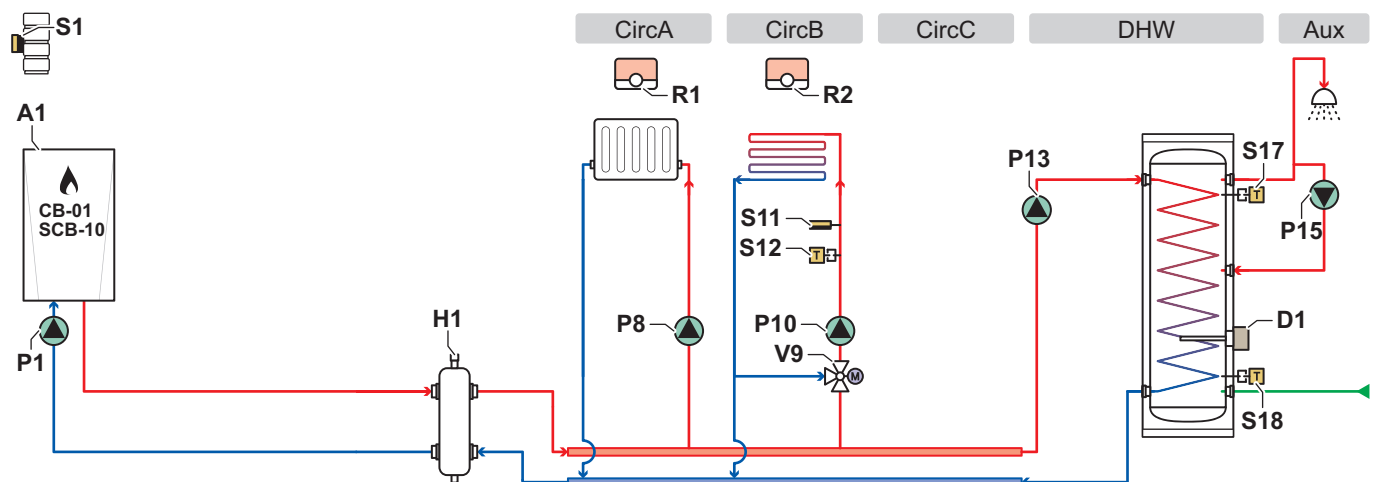 S1
CircA
CircB
CircC
DHW
Aux
R1
R2
A1
CB-01
SCB-10
P13
S17
S11
S12
T
T
P15
P1
H1
P8
P10
V9
M
D1
T
S18